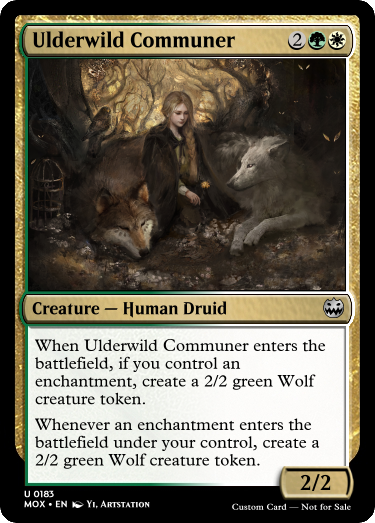 Ulderwild Communer 2
Creature — Human Druid
When Ulderwild Communer enters the
battlefield, if you control an
enchantment, create a 2/2 green Wolf
creature token.
Whenever an enchantment enters the
battlefield under your control, create a
2/2 green Wolf creature token.
2/2
U 0183
MOX • EN Yi, Artstation
Custom Card — Not for Sale